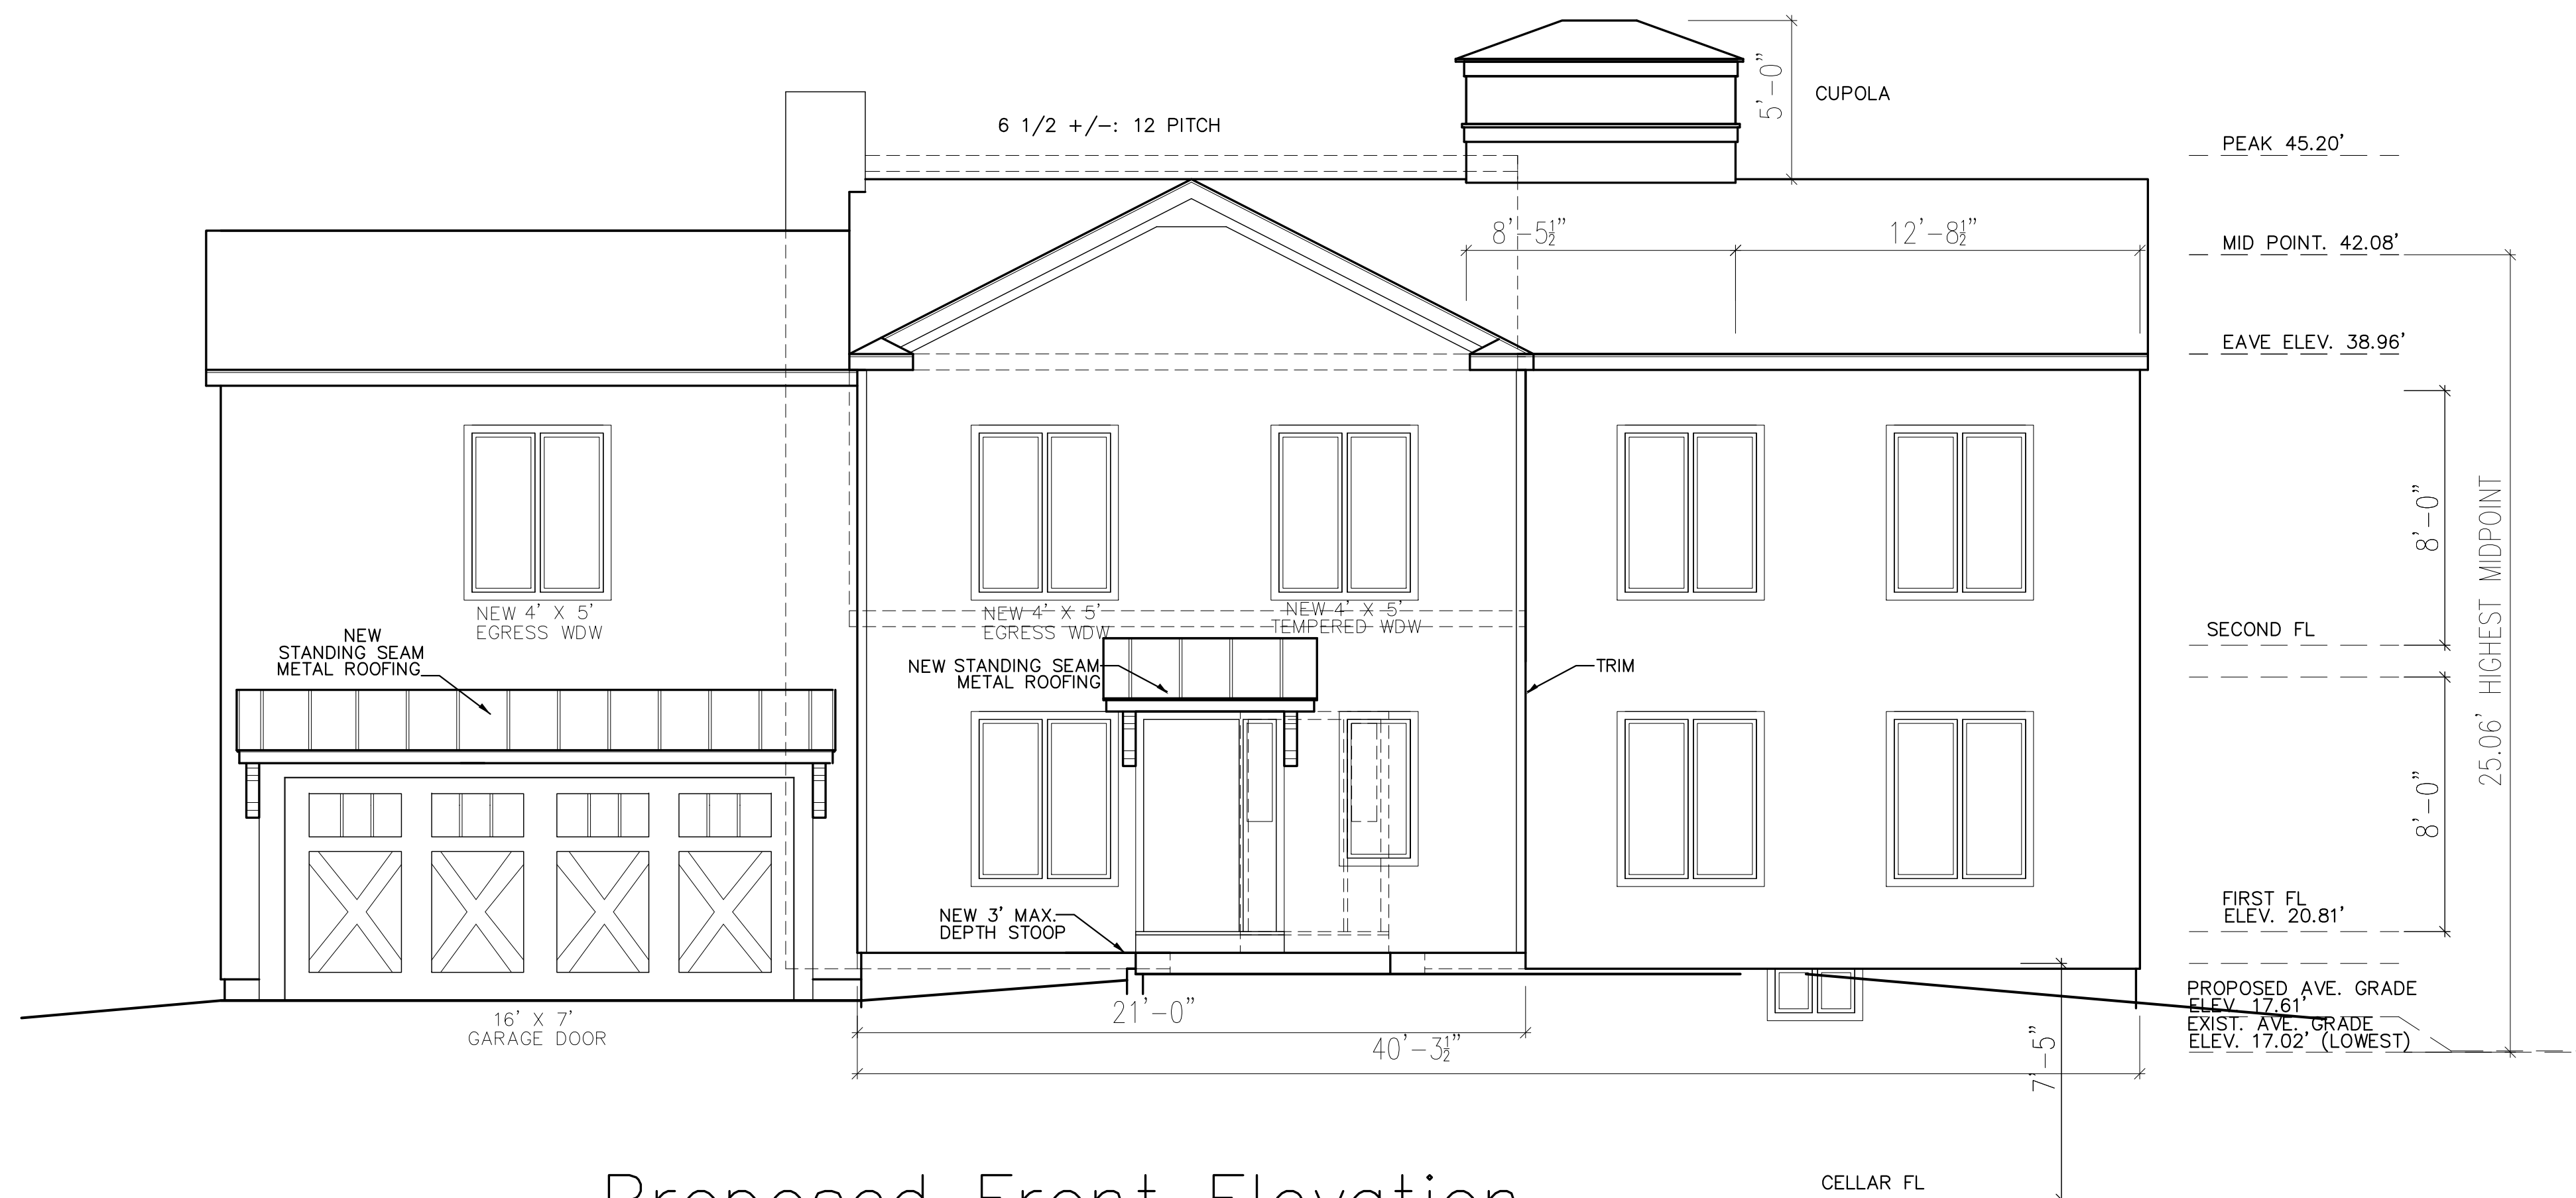 5'-0"
CUPOLA
6 1/2 +/-: 12 PITCH
PEAK 45.20'
8'-5½"
12'-8½"
MID POINT. 42.08'
EAVE ELEV. 38.96'
8'-0"
25.06' HIGHEST MIDPOINT
NEW 4' X 5'
EGRESS WDW
NEW 4' X 5'
EGRESS WDW
NEW 4' X 5'
TEMPERED WDW
SECOND FL
NEW
STANDING SEAM
METAL ROOFING
NEW STANDING SEAM
METAL ROOFING
TRIM
8'-0"
FIRST FL
ELEV. 20.81'
NEW 3' MAX.
DEPTH STOOP
PROPOSED AVE. GRADE
ELEV. 17.61'
EXIST. AVE. GRADE
ELEV. 17.02' (LOWEST)
16' X 7'
GARAGE DOOR
21'-0"
40'-3½"
7'-5"
CELLAR FL
Proposed Front Elevation